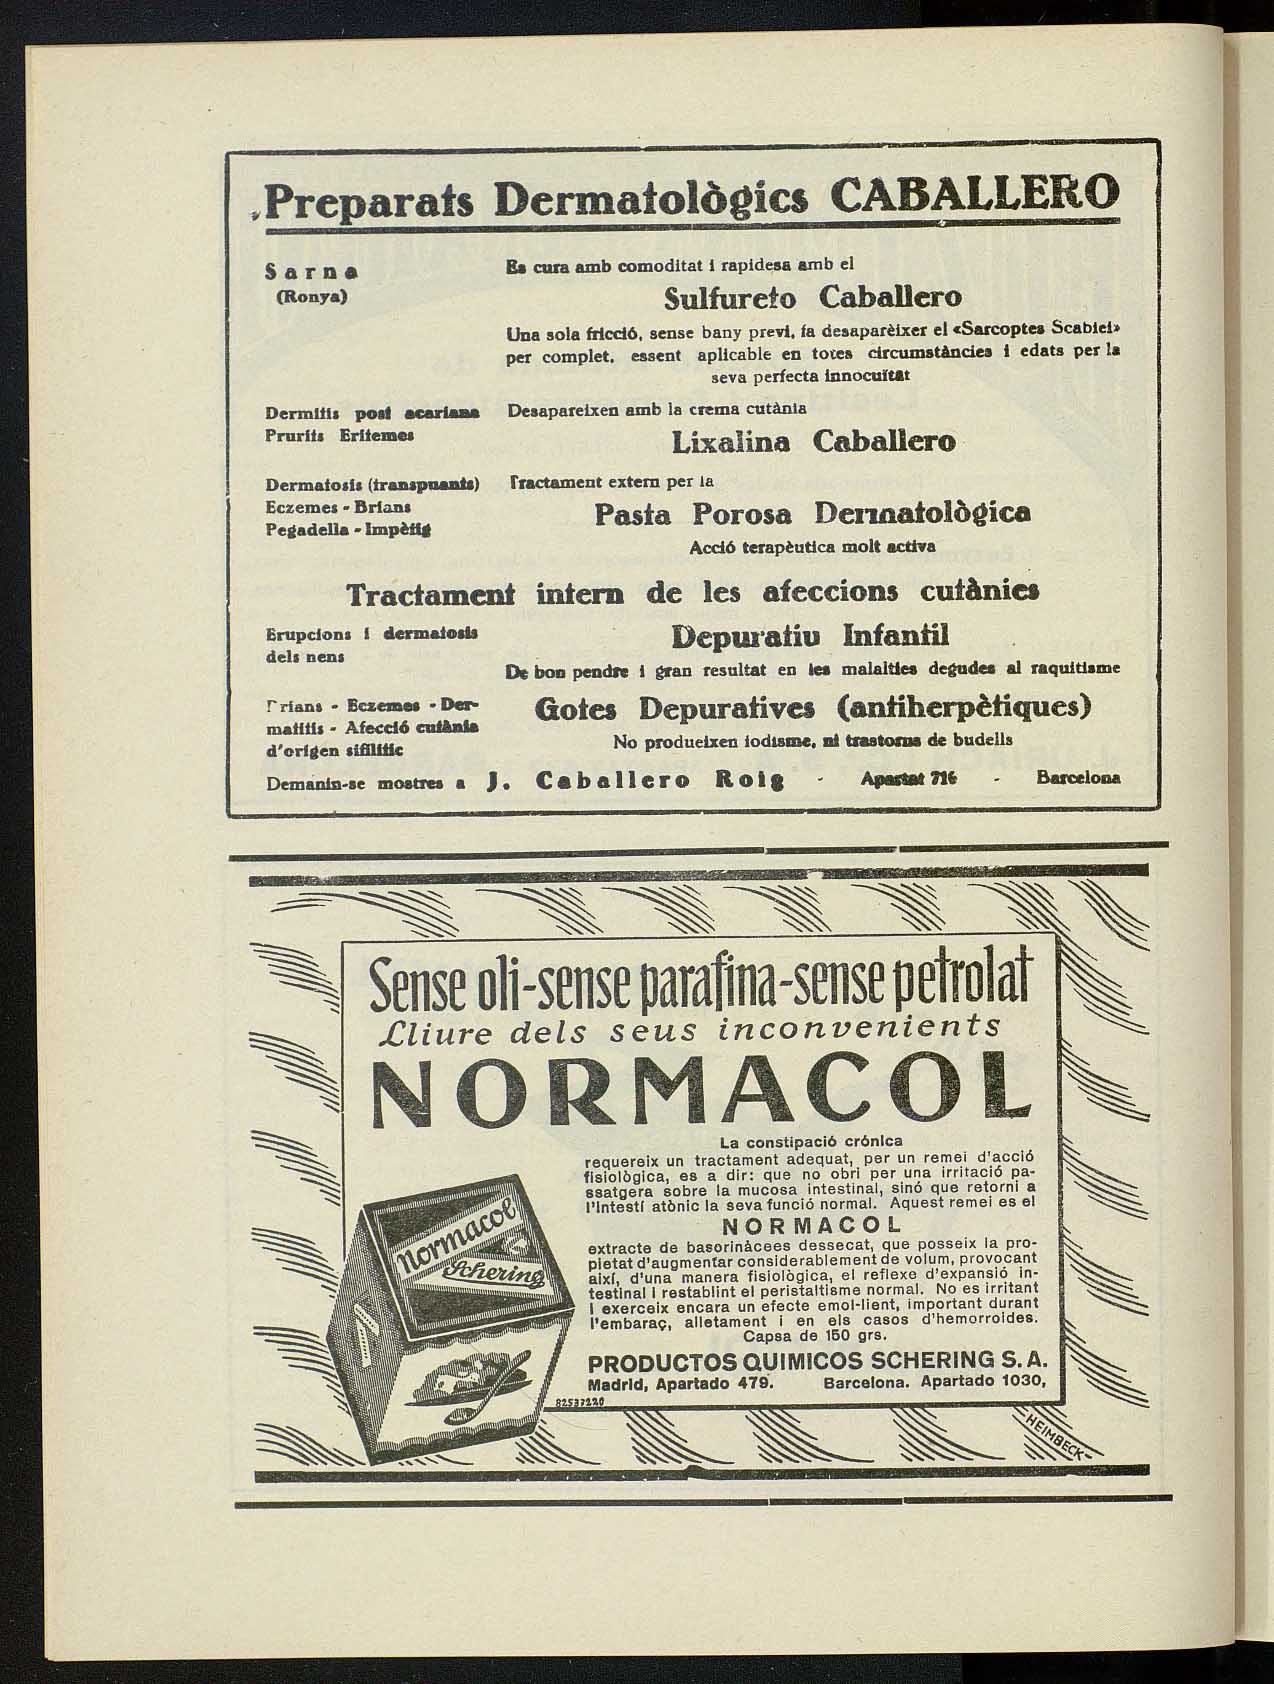 Preparats Dermatològics CABALLERO
Sarna
(Ronya)
Es cura amb comoditat i rapidesa amb el
Sulfureto Caballero
Una sola fricció, sense bany previ, fa desaparèixer el «Sarcoptes Scabiei»
per complet, essent aplicable en totes circumstàncies i edats per la
seva perfecta innocuïtat
Dermitis post acariana
Prurits Eritemes
Desapareixen amb la crema cutània
Lixalina Caballero
Dermatosis (transpuants)
Eczemes - Brians
Pegadella - Impètig
Tractament extern per la
Pasta Porosa Dermatològica
Acció terapèutica molt activa
Tractament intern de les afeccions cutànies
Erupcions i dermatosis
dels nens
Depuratiu Infantil
De bon pendre i gran resultat en les malalties degudes al raquitisme
Brians - Eczemes - Der-
matitis - Afecció cutània
d'origen sifilític
Gotes Depuratives (antiherpètiques)
No produeixen iodisme, ni trastorns de budells
Demanin-se mostres a J. Caballero Roig - Apartat 716 - Barcelona
Sense oli-sense parafina-sense petrolat
Lliure dels seus inconvenients
NORMACOL
La constipació crónica
requereix un tractament adequat, per un remei d'acció
fisiològica, es a dir: que no obri per una irritació pa-
ssatgera sobre la mucosa intestinal, sinó que retorni a
l'intestí atònic la seva funció normal. Aquest remei es el
NORMACOL
extracte de basorinàcees dessecat, que posseix la pro-
pietat d'augmentar considerablement de volum, provocant
així, d'una manera fisiològica, el reflexe d'expansió in-
testinal i restablint el peristaltisme normal. No es irritant
i exerceix encara un efecte emol-lient, important durant
l'embaraç, alletament i en els casos d'hemorroides.
Capsa de 150 grs.
PRODUCTOS QUIMICOS SCHERING S. A.
Madrid, Apartado 479. Barcelona. Apartado 1030,
Normacol
Schering
82537220
-HEIMBECK-